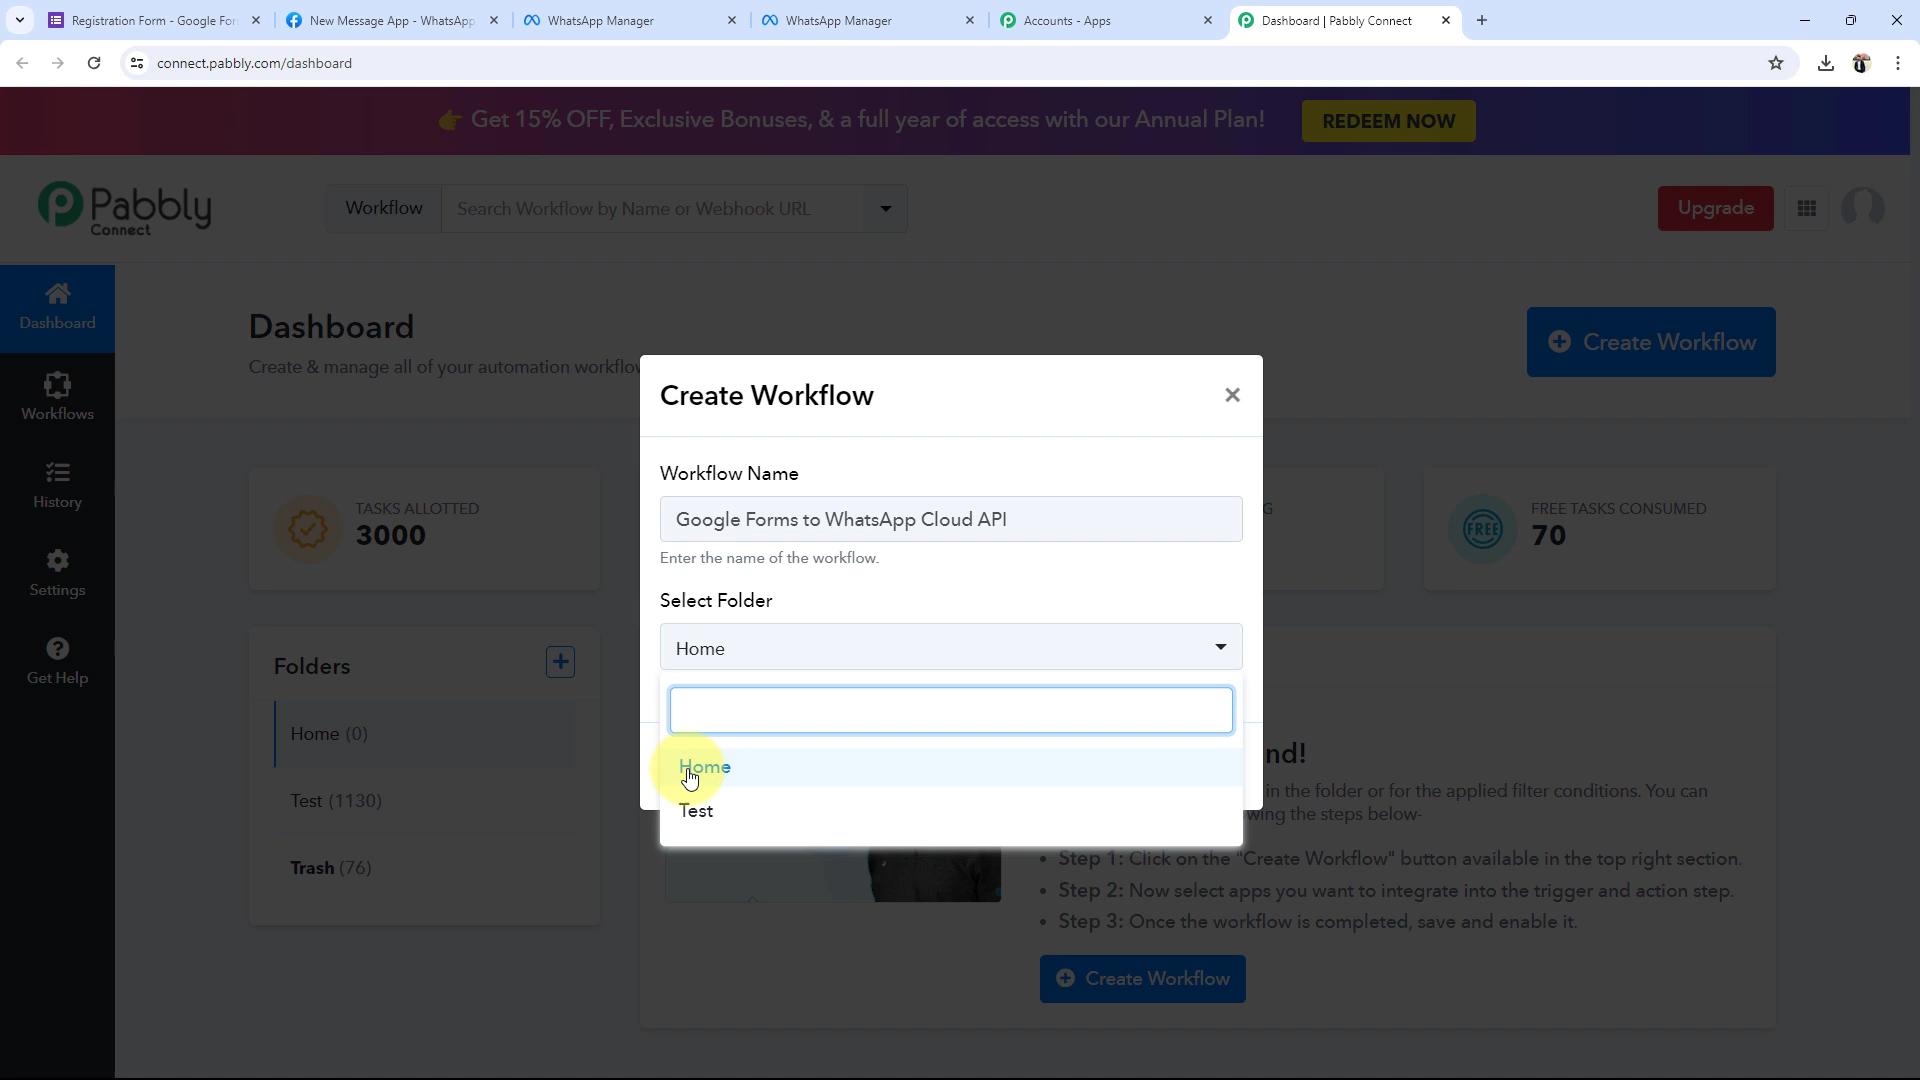 Registration Form - Google For
New Message App - WhatsApp
WhatsApp Manager
WhatsApp Manager
Accounts - Apps
Dashboard | Pabbly Connect
connect.pabbly.com/dashboard
Get 15% OFF, Exclusive Bonuses, & a full year of access with our Annual Plan!
REDEEM NOW
Pabbly
Connect
Workflow
Search Workflow by Name or Webhook URL
Upgrade
Dashboard
Workflows
History
Settings
Get Help
Dashboard
Create & manage all of your automation workflow
Create Workflow
TASKS ALLOTTED
3000
G
FREE
FREE TASKS CONSUMED
70
Folders
Home (0)
Test (1130)
Trash (76)
Create Workflow
Workflow Name
Google Forms to WhatsApp Cloud API
Enter the name of the workflow.
Select Folder
Home
Home
Test
nd!
in the folder or for the applied filter conditions. You can
wing the steps below-
• Step 1: Click on the "Create Workflow" button available in the top right section.
• Step 2: Now select apps you want to integrate into the trigger and action step.
• Step 3: Once the workflow is completed, save and enable it.
Create Workflow